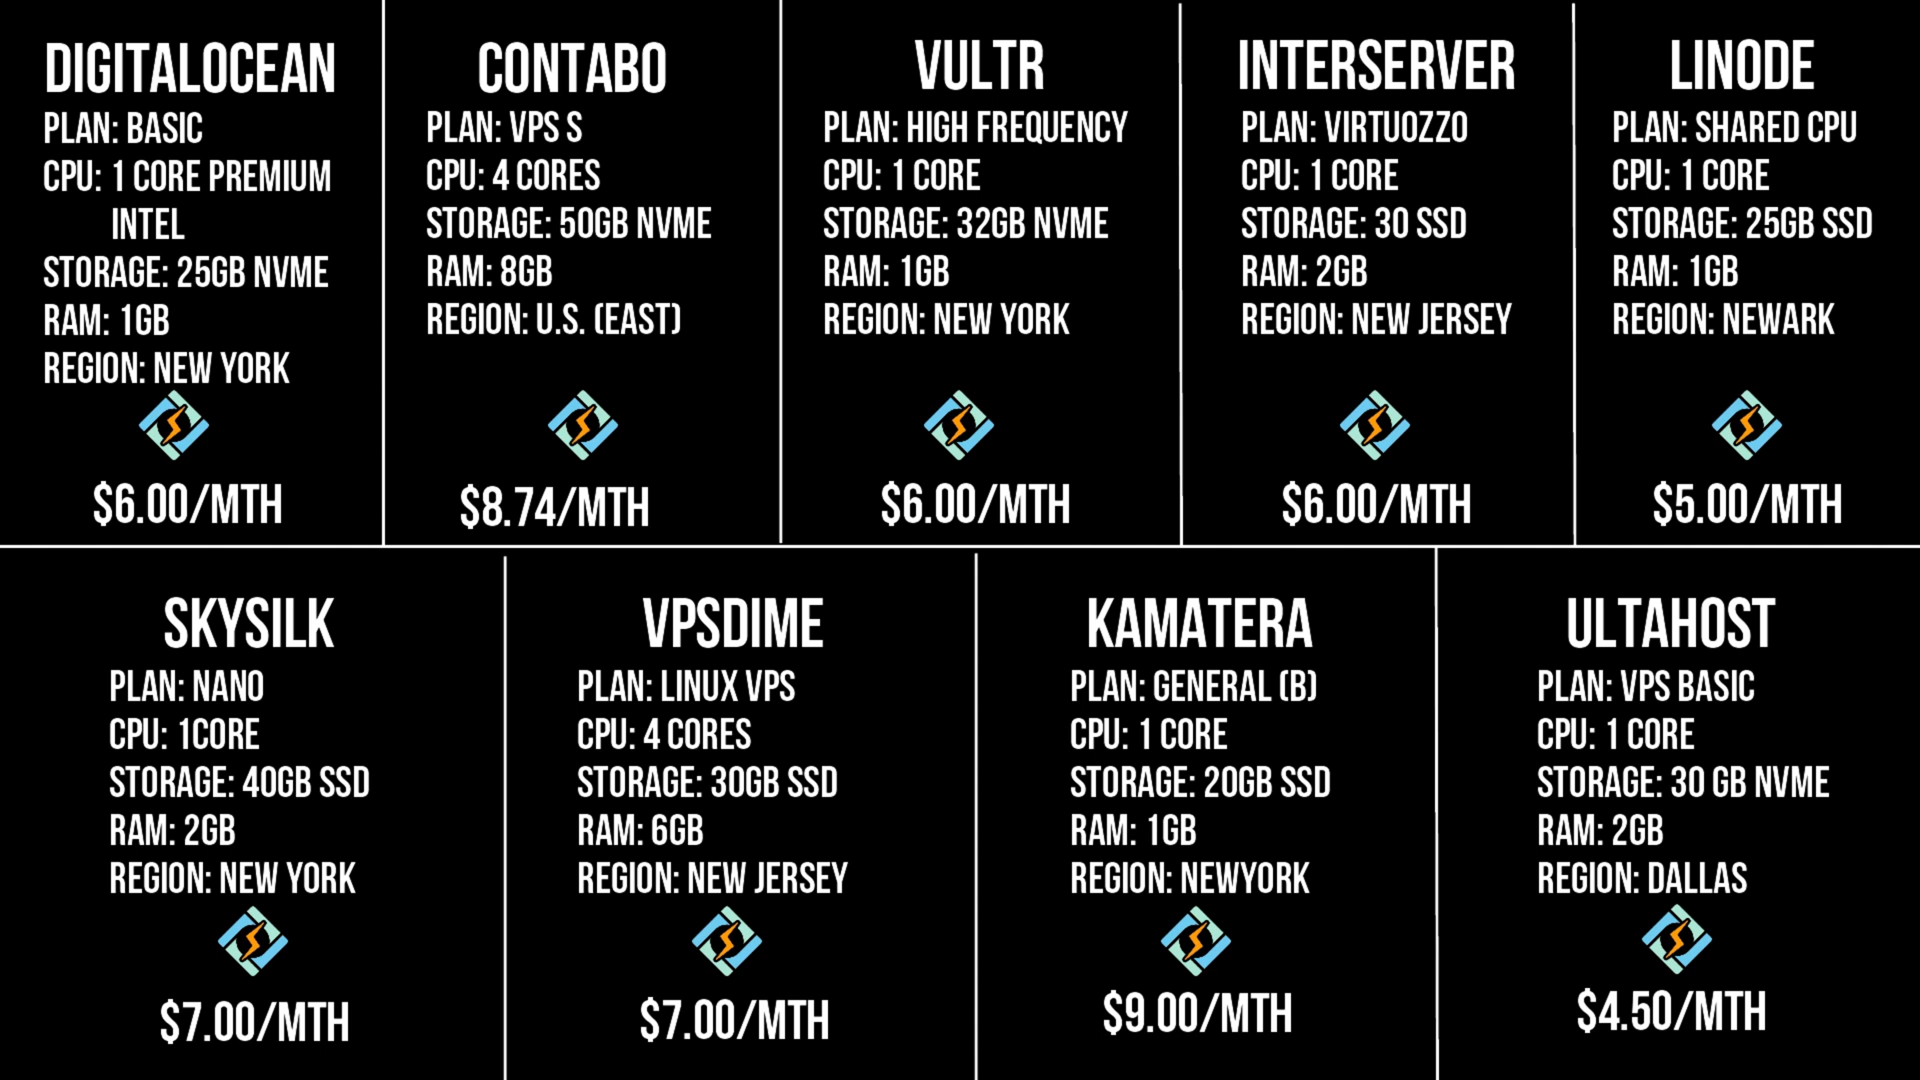 DIGITALOCEAN
PLAN: BASIC
CPU: 1 CORE PREMIUM
INTEL
STORAGE: 25GB NVME
RAM: 1GB
REGION: NEW YORK
$6.00/MTH
CONTABO
PLAN: VPS S
CPU: 4 CORES
STORAGE: 50GB NVME
RAM: 8GB
REGION: U.S. (EAST)
$8.74/MTH
VULTR
PLAN: HIGH FREQUENCY
CPU: 1 CORE
STORAGE: 32GB NVME
RAM: 1GB
REGION: NEW YORK
$6.00/MTH
INTERSERVER
PLAN: VIRTUOZZO
CPU: 1 CORE
STORAGE: 30 SSD
RAM: 2GB
REGION: NEW JERSEY
$6.00/MTH
LINODE
PLAN: SHARED CPU
CPU: 1 CORE
STORAGE: 25GB SSD
RAM: 1GB
REGION: NEWARK
$5.00/MTH
SKYSILK
PLAN: NANO
CPU: 1CORE
STORAGE: 40GB SSD
RAM: 2GB
REGION: NEW YORK
$7.00/MTH
VPSDIME
PLAN: LINUX VPS
CPU: 4 CORES
STORAGE: 30GB SSD
RAM: 6GB
REGION: NEW JERSEY
$7.00/MTH
KAMATERA
PLAN: GENERAL (B)
CPU: 1 CORE
STORAGE: 20GB SSD
RAM: 1GB
REGION: NEWYORK
$9.00/MTH
ULTAHOST
PLAN: VPS BASIC
CPU: 1 CORE
STORAGE: 30 GB NVME
RAM: 2GB
REGION: DALLAS
$4.50/MTH